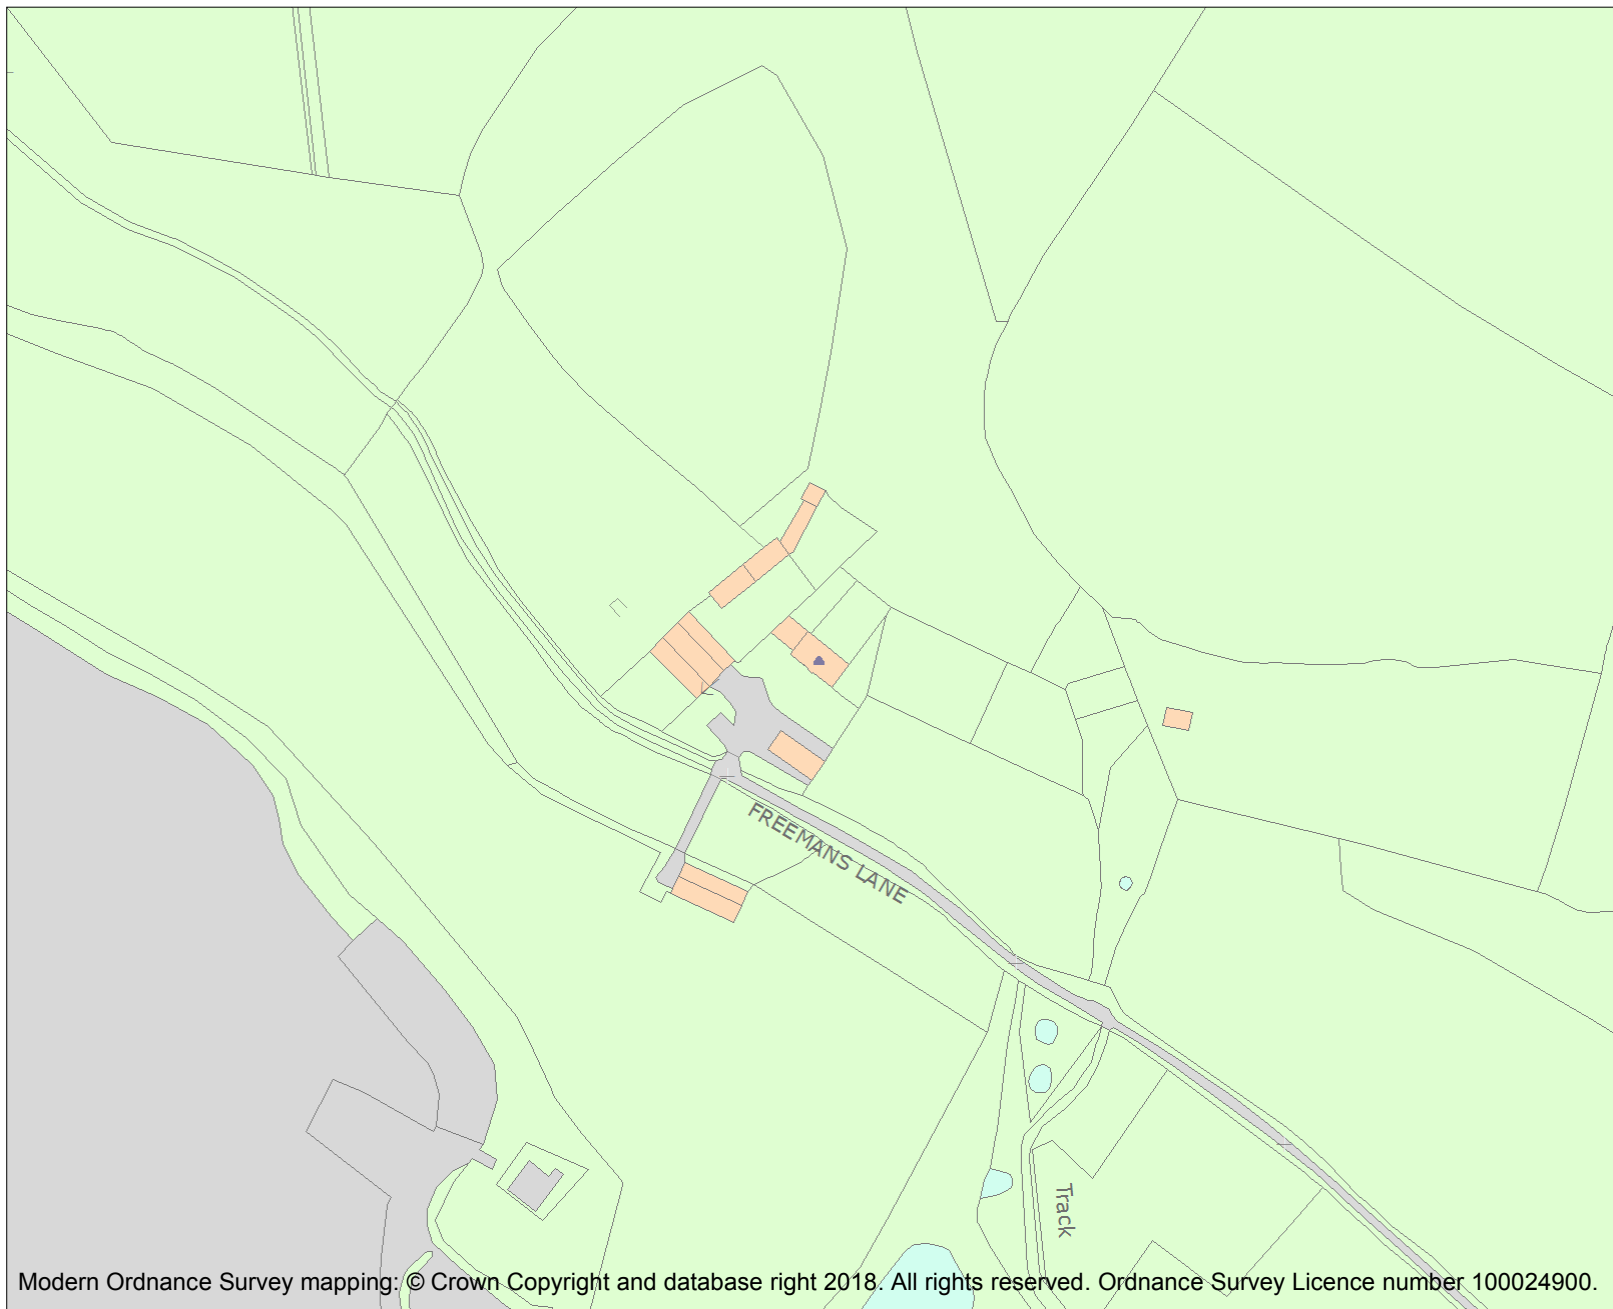 FREEMANS LANE
Track
Modern Ordnance Survey mapping: © Crown Copyright and database right 2018. All rights reserved. Ordnance Survey Licence number 100024900.